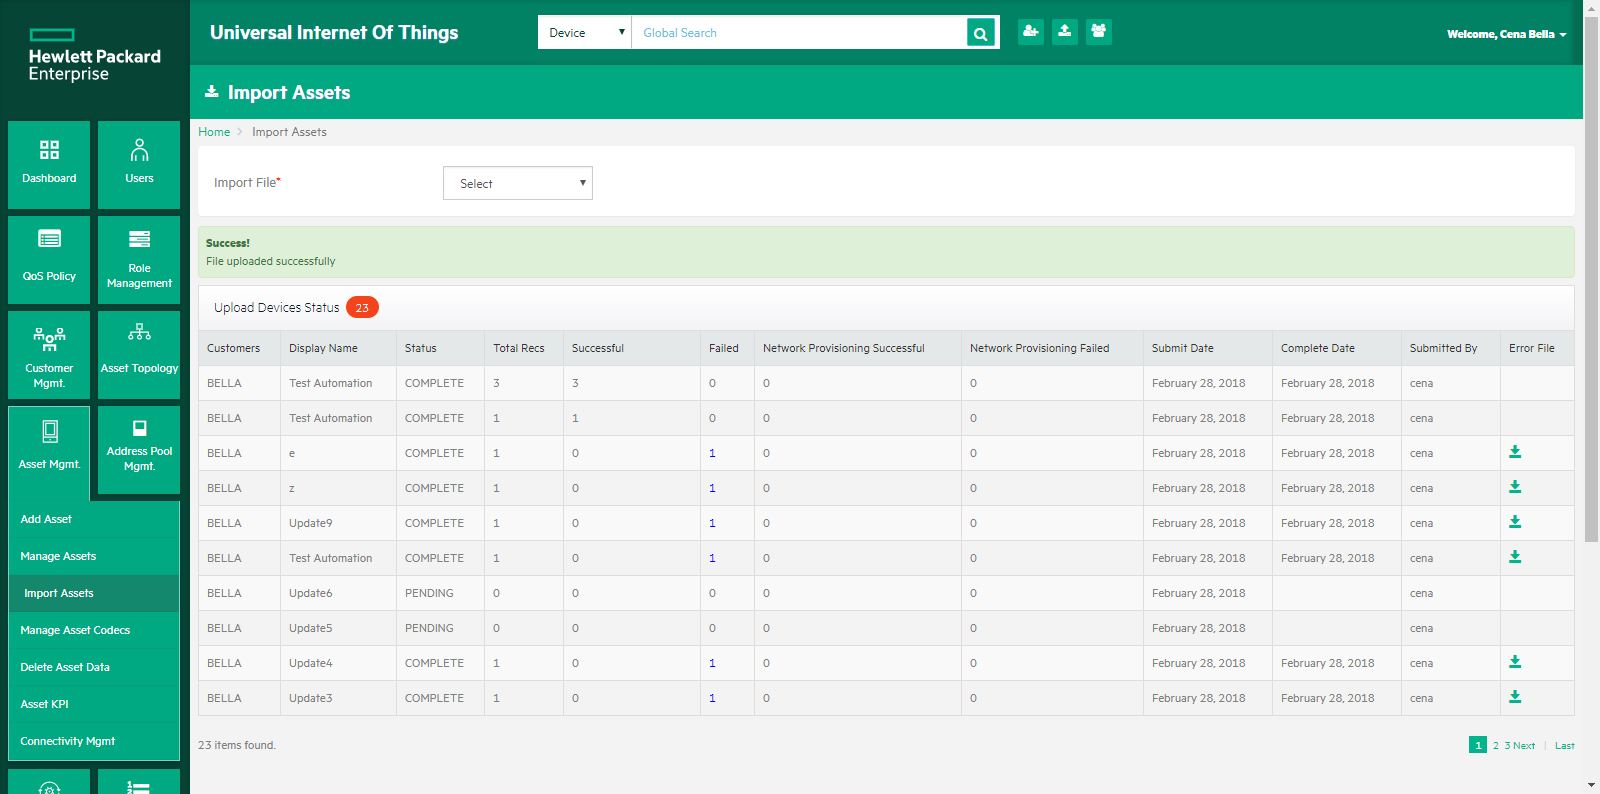 Hewlett Packard
Enterprise
Universal Internet Of Things
Device
Global Search
Welcome, Cena Bella
Import Assets
Home
Import Assets
Import File*
Select
Success!
File uploaded successfully
Dashboard
Users
QoS Policy
Role
Management
Customer
Mgmt.
Asset Topology
Asset Mgmt.
Address Pool
Mgmt.
Add Asset
Manage Assets
Import Assets
Manage Asset Codecs
Delete Asset Data
Asset KPI
Connectivity Mgmt
Upload Devices Status 23
Customers Display Name Status Total Recs Successful Failed Network Provisioning Successful Network Provisioning Failed Submit Date Complete Date Submitted By Error File
BELLA Test Automation COMPLETE 3 3 0 0 0 February 28, 2018 February 28, 2018 cena
BELLA Test Automation COMPLETE 1 1 0 0 0 February 28, 2018 February 28, 2018 cena
BELLA e COMPLETE 1 0 1 0 0 February 28, 2018 February 28, 2018 cena
BELLA z COMPLETE 1 0 1 0 0 February 28, 2018 February 28, 2018 cena
BELLA Update9 COMPLETE 1 0 1 0 0 February 28, 2018 February 28, 2018 cena
BELLA Test Automation COMPLETE 1 0 1 0 0 February 28, 2018 February 28, 2018 cena
BELLA Update6 PENDING 0 0 0 0 0 February 28, 2018 cena
BELLA Update5 PENDING 0 0 0 0 0 February 28, 2018 cena
BELLA Update4 COMPLETE 1 0 1 0 0 February 28, 2018 February 28, 2018 cena
BELLA Update3 COMPLETE 1 0 1 0 0 February 28, 2018 February 28, 2018 cena
23 items found.
1 2 3 Next | Last